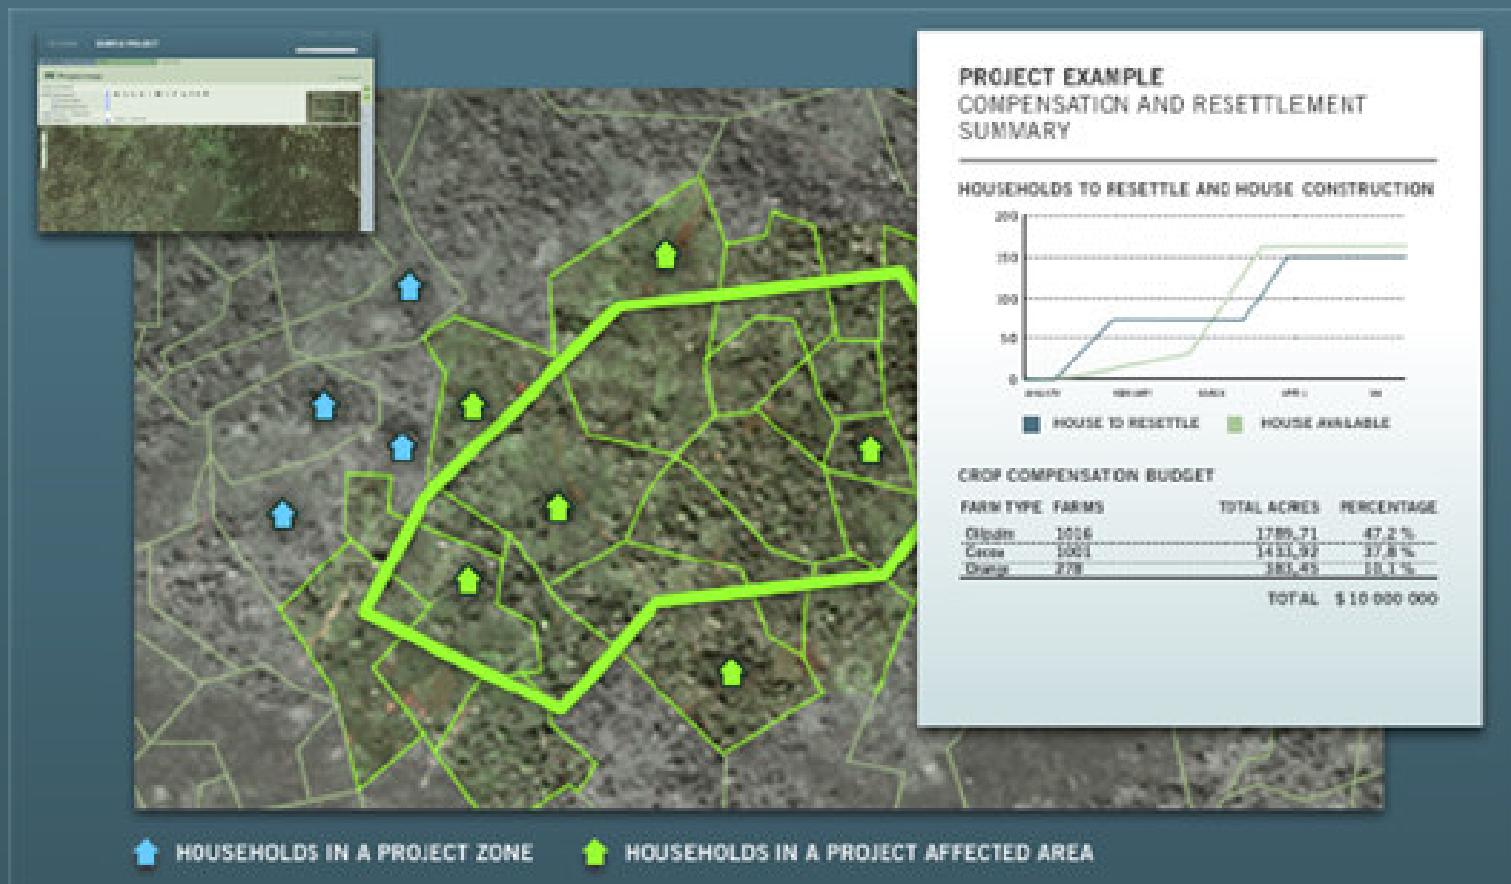 PROJECT EXAMPLE
COMPENSATION AND RESETTLEMENT
SUMMARY
HOUSEHOLDS TO RESETTLE AND HOUSE CONSTRUCTION
200
150
100
50
0
HOUSE TO RESETTLE HOUSE AVAILABLE
CROP COMPENSATION BUDGET
FARM TYPE FARMS TOTAL ACRES PERCENTAGE
Oilpalm 1016 1789,71 47,2 %
Cocoa 1001 1433,92 37,8 %
Orange 278 383,45 10,1 %
TOTAL $ 10 000 000
HOUSEHOLDS IN A PROJECT ZONE
HOUSEHOLDS IN A PROJECT AFFECTED AREA